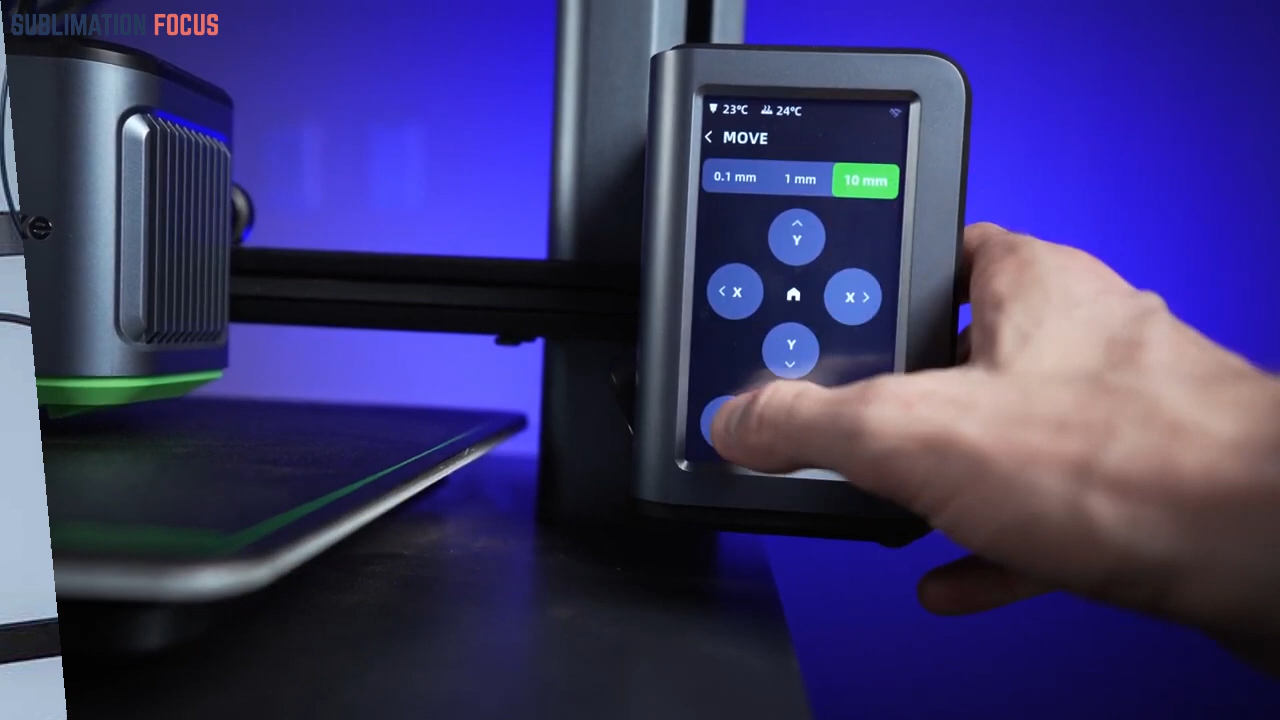 SUBLIMATION FOCUS
23°C 24°C
MOVE
0.1 mm 1 mm 10 mm
Y
X X
Y